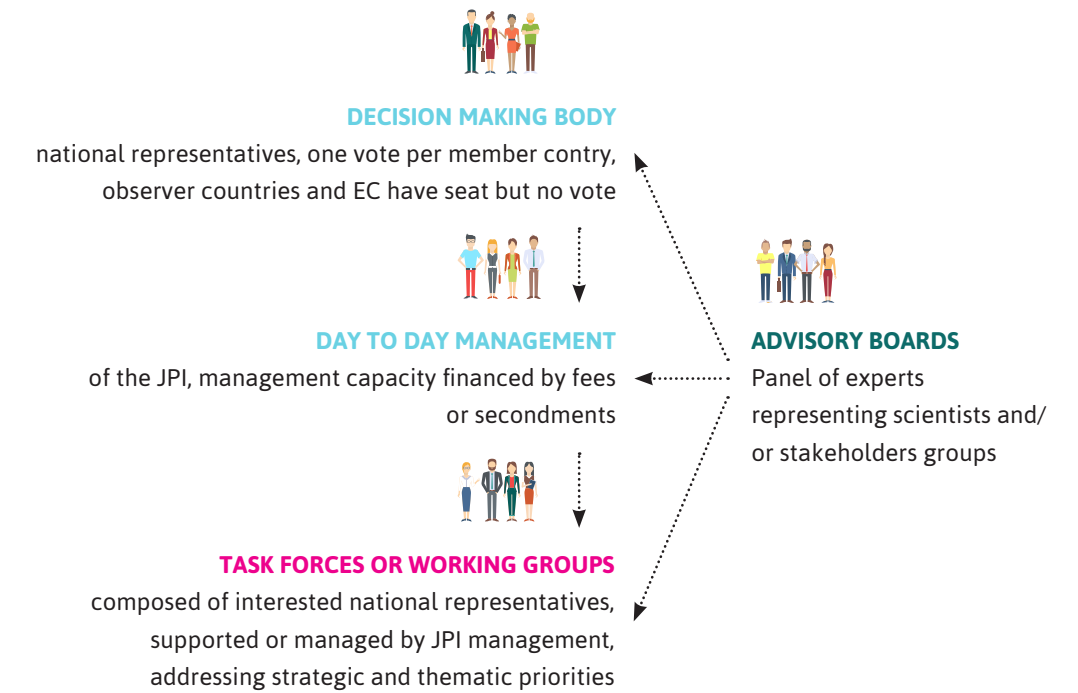 DECISION MAKING BODY
national representatives, one vote per member contry,
observer countries and EC have seat but no vote
DAY TO DAY MANAGEMENT
of the JPI, management capacity financed by fees
or secondments
TASK FORCES OR WORKING GROUPS
composed of interested national representatives,
supported or managed by JPI management,
addressing strategic and thematic priorities
ADVISORY BOARDS
Panel of experts
representing scientists and/
or stakeholders groups